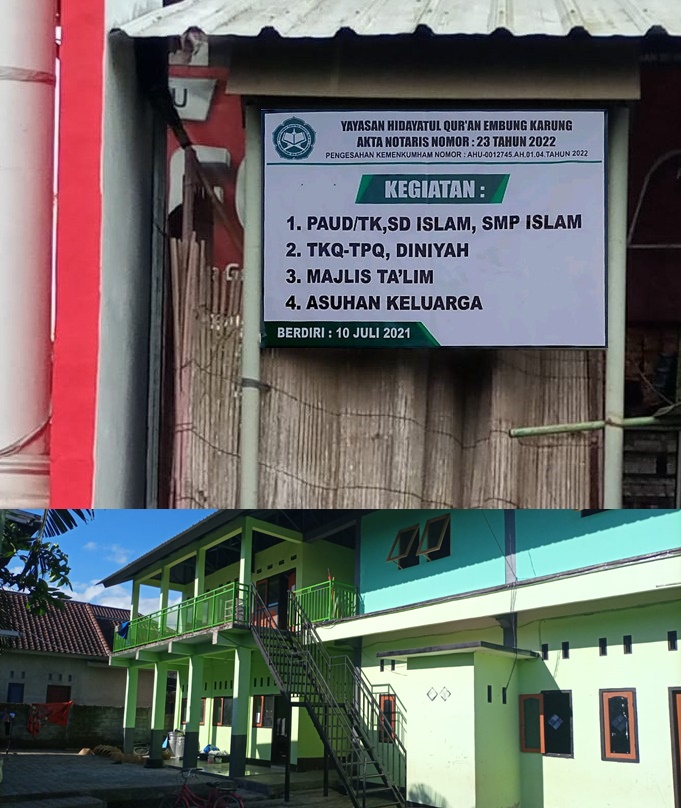 YAYASAN HIDAYATUL QUR'AN EMBUNG KARUNG
AKTA NOTARIS NOMOR : 23 TAHUN 2022
PENGESAHAN KEMENKUMHAM NOMOR : AHU-0012745.AH.01.04.TAHUN 2022
KEGIATAN :
1. PAUD/TK,SD ISLAM, SMP ISLAM
2. TKQ-TPQ, DINIYAH
3. MAJLIS TA'LIM
4. ASUHAN KELUARGA
BERDIRI : 10 JULI 2021